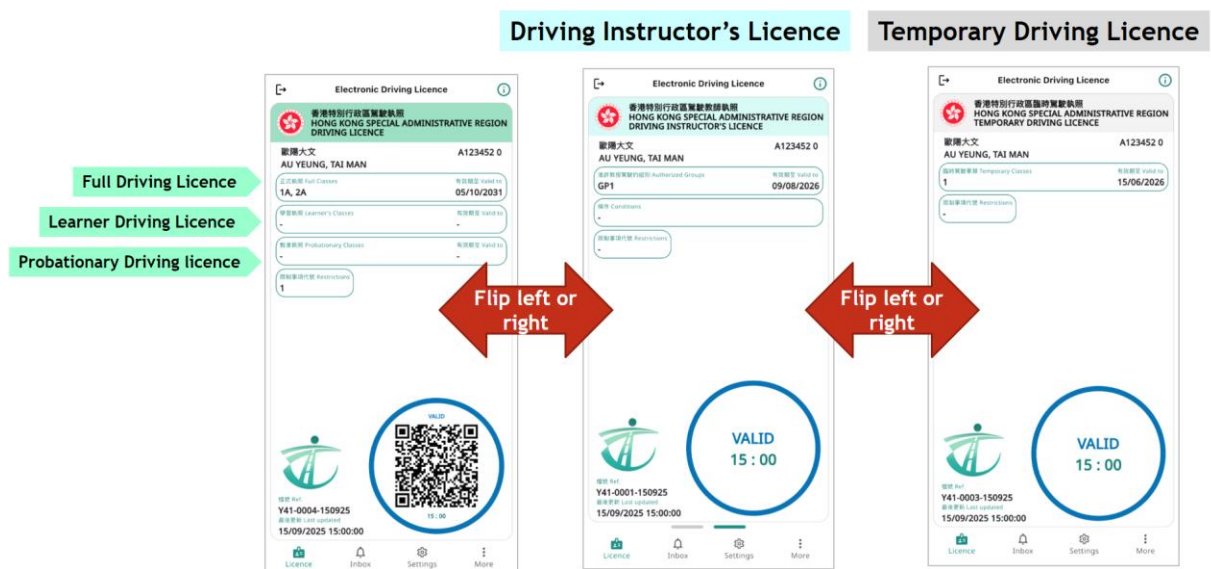 Driving Instructor's Licence
Temporary Driving Licence
Full Driving Licence
Learner Driving Licence
Probationary Driving licence
Electronic Driving Licence
香港特別行政區駕駛執照
HONG KONG SPECIAL ADMINISTRATIVE REGION
DRIVING LICENCE
歐陽大文
A123452 0
AU YEUNG, TAI MAN
正式執照 Full Classes
有效期至 Valid to
1A, 2A
05/10/2031
學習執照 Learner's Classes
有效期至 Valid to
-
-
暫准執照 Probationary Classes
有效期至 Valid to
-
-
限制事項代號 Restrictions
1
VALID
15 : 00
檔號 Ref.
Y41-0004-150925
最後更新 Last updated
15/09/2025 15:00:00
Licence
Inbox
Settings
More
Flip left or
right
Electronic Driving Licence
香港特別行政區駕駛教師執照
HONG KONG SPECIAL ADMINISTRATIVE REGION
DRIVING INSTRUCTOR'S LICENCE
歐陽大文
A123452 0
AU YEUNG, TAI MAN
Authorized Groups
有效期至 Valid to
GP1
09/08/2026
條件 Conditions
-
限制事項代號 Restrictions
-
VALID
15 : 00
檔號 Ref.
Y41-0001-150925
最後更新 Last updated
15/09/2025 15:00:00
Licence
Inbox
Settings
More
Flip left or
right
Electronic Driving Licence
香港特別行政區臨時駕駛執照
HONG KONG SPECIAL ADMINISTRATIVE REGION
TEMPORARY DRIVING LICENCE
歐陽大文
A123452 0
AU YEUNG, TAI MAN
Temporary Classes
有效期至 Valid to
1
15/06/2026
限制事項代號 Restrictions
-
VALID
15 : 00
檔號 Ref.
Y41-0003-150925
最後更新 Last updated
15/09/2025 15:00:00
Licence
Inbox
Settings
More